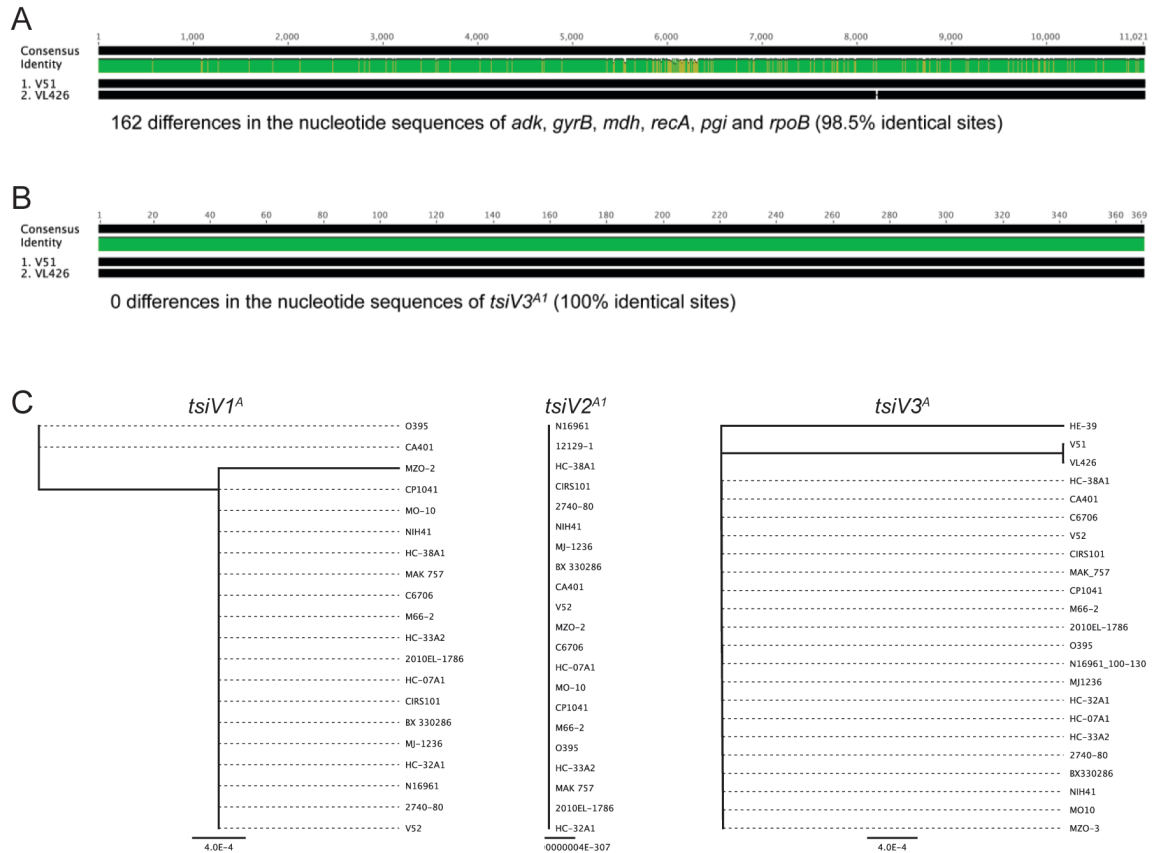 A
1 1,000 2,000 3,000 4,000 5,000 6,000 7,000 8,000 9,000 10,000 11,021
Consensus
Identity
1. V51
2. VL426
162 differences in the nucleotide sequences of adk, gyrB, mdh, recA, pgi and rpoB (98.5% identical sites)
B
1 20 40 60 80 100 120 140 160 180 200 220 240 260 280 300 320 340 360 369
Consensus
Identity
1. V51
2. VL426
0 differences in the nucleotide sequences of tsiV3A1 (100% identical sites)
C
tsiV1A
O395
CA401
MZO-2
CP1041
MO-10
NIH41
HC-38A1
MAK 757
C6706
M66-2
HC-33A2
2010EL-1786
HC-07A1
CIRS101
BX 330286
MJ-1236
HC-32A1
N16961
2740-80
V52
4.0E-4
tsiV2A1
N16961
12129-1
HC-38A1
CIRS101
2740-80
NIH41
MJ-1236
BX 330286
CA401
V52
MZO-2
C6706
HC-07A1
MO-10
CP1041
M66-2
O395
HC-33A2
MAK 757
2010EL-1786
HC-32A1
00000004E-307
tsiV3A
HE-39
V51
VL426
HC-38A1
CA401
C6706
V52
CIRS101
MAK_757
CP1041
M66-2
2010EL-1786
O395
N16961_100-130
MJ1236
HC-32A1
HC-07A1
HC-33A2
2740-80
BX330286
NIH41
MO10
MZO-3
4.0E-4